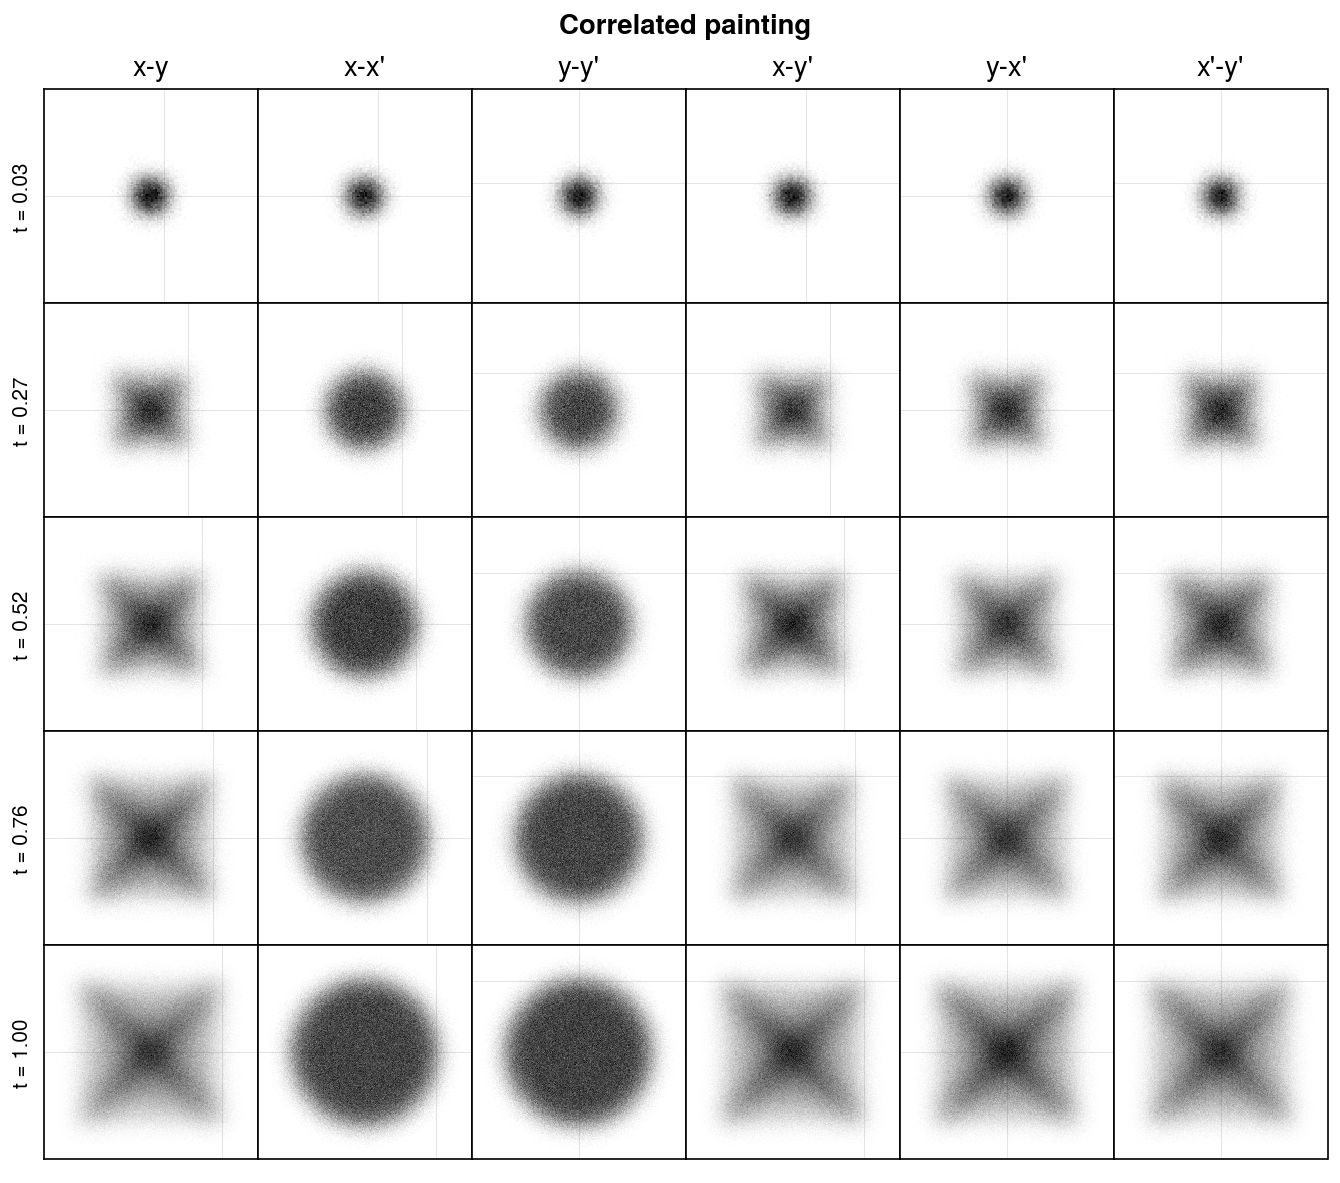 Correlated painting
x-y x-x' y-y' x-y' y-x' x'-y'
t = 0.03
t = 0.27
t = 0.52
t = 0.76
t = 1.00